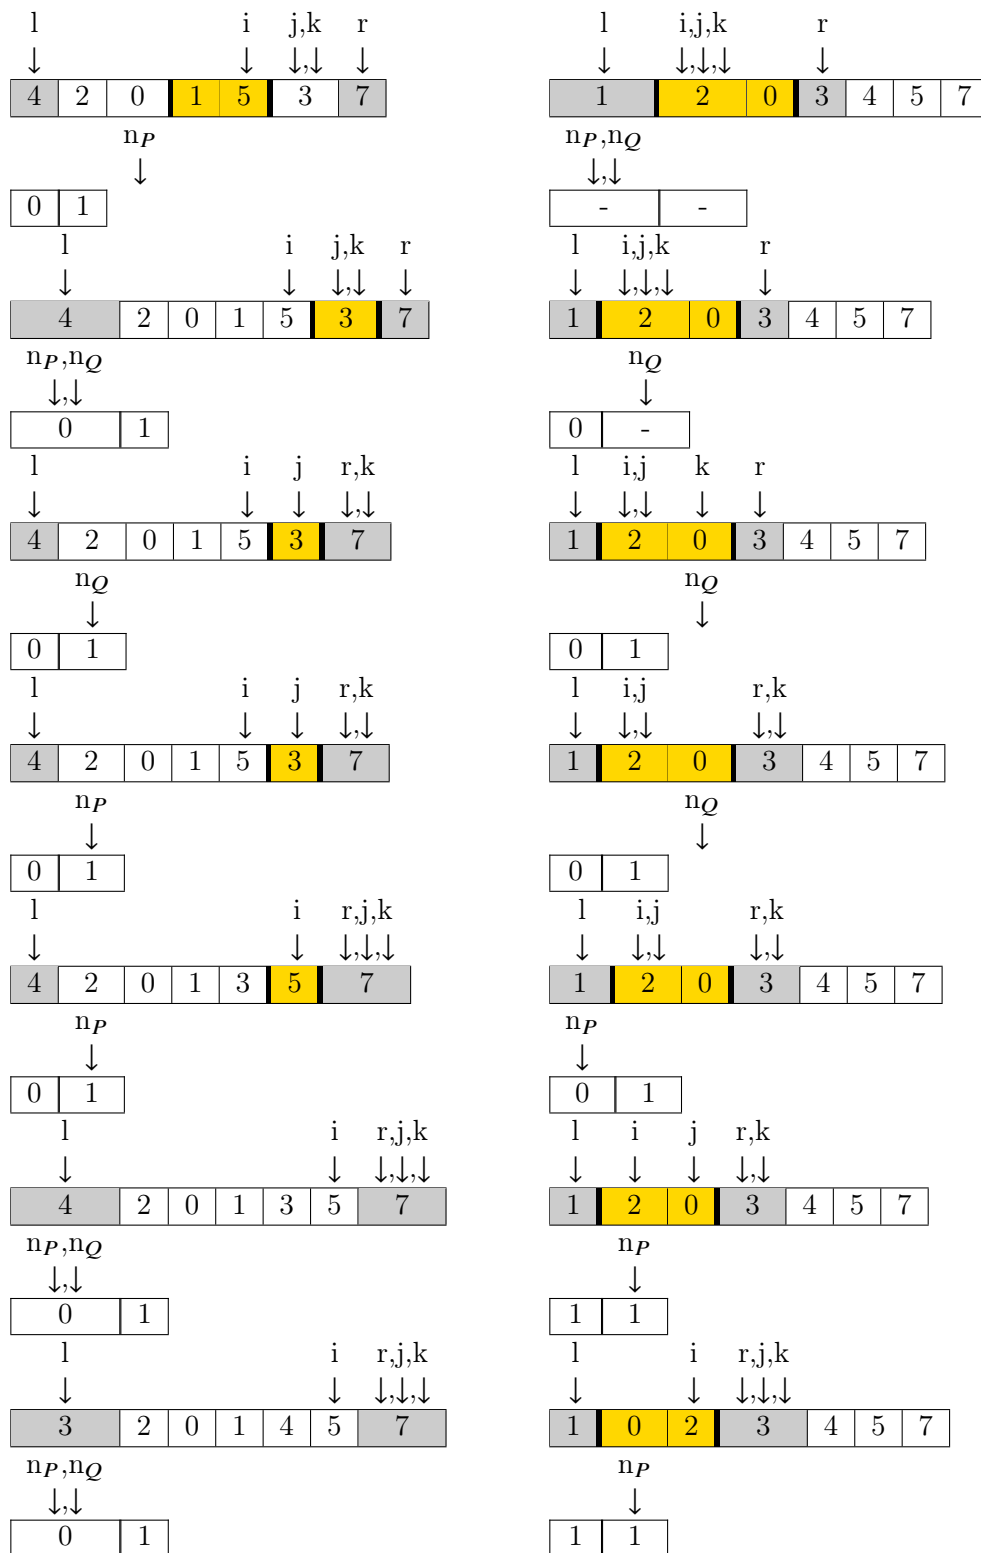 l i j,k r
↓ ↓ ↓,↓ ↓
4 2 0 1 5 3 7
n_P
↓
0 1
l i j,k r
↓ ↓ ↓,↓ ↓
4 2 0 1 5 3 7
n_P,n_Q
↓,↓
0 1
l i j r,k
↓ ↓ ↓ ↓,↓
4 2 0 1 5 3 7
n_Q
↓
0 1
l i j r,k
↓ ↓ ↓ ↓,↓
4 2 0 1 5 3 7
n_P
↓
0 1
l i r,j,k
↓ ↓ ↓,↓,↓
4 2 0 1 3 5 7
n_P
↓
0 1
l i r,j,k
↓ ↓ ↓,↓,↓
4 2 0 1 3 5 7
n_P,n_Q
↓,↓
0 1
l i r,j,k
↓ ↓ ↓,↓,↓
3 2 0 1 4 5 7
n_P,n_Q
↓,↓
0 1
l i,j,k r
↓ ↓,↓,↓ ↓
1 2 0 3 4 5 7
n_P,n_Q
↓,↓
- -
l i,j,k r
↓ ↓,↓,↓ ↓
1 2 0 3 4 5 7
n_Q
↓
0 -
l i,j k r
↓ ↓,↓ ↓ ↓
1 2 0 3 4 5 7
n_Q
↓
0 1
l i,j r,k
↓ ↓,↓ ↓,↓
1 2 0 3 4 5 7
n_Q
↓
0 1
l i,j r,k
↓ ↓,↓ ↓,↓
1 2 0 3 4 5 7
n_P
↓
0 1
l i j r,k
↓ ↓ ↓ ↓,↓
1 2 0 3 4 5 7
n_P
↓
1 1
l i r,j,k
↓ ↓ ↓,↓,↓
1 0 2 3 4 5 7
n_P
↓
1 1